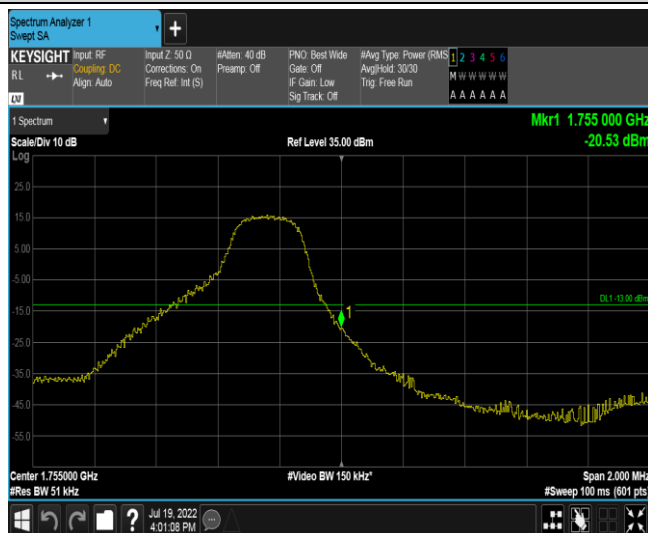 Spectrum Analyzer 1
Swept SA
+
KEYSIGHT
RL
LXI
Input: RF
Coupling: DC
Align: Auto
Input Z: 50 Ω
Corrections: On
Freq Ref: Int (S)
#Atten: 40 dB
Preamp: Off
PNO: Best Wide
Gate: Off
IF Gain: Low
Sig Track: Off
#Avg Type: Power (RMS
Avg|Hold: 30/30
Trig: Free Run
1 2 3 4 5 6
M W W W W W
A A A A A A
1 Spectrum
Mkr1 1.755 000 GHz
-20.53 dBm
Scale/Div 10 dB
Ref Level 35.00 dBm
Log
25.0
15.0
5.00
-5.00
DL1 -13.00 dBm
1
-15.0
-25.0
-35.0
-45.0
-55.0
Center 1.755000 GHz
#Video BW 150 kHz*
Span 2.000 MHz
#Res BW 51 kHz
#Sweep 100 ms (601 pts)
?
Jul 19, 2022
4:01:08 PM